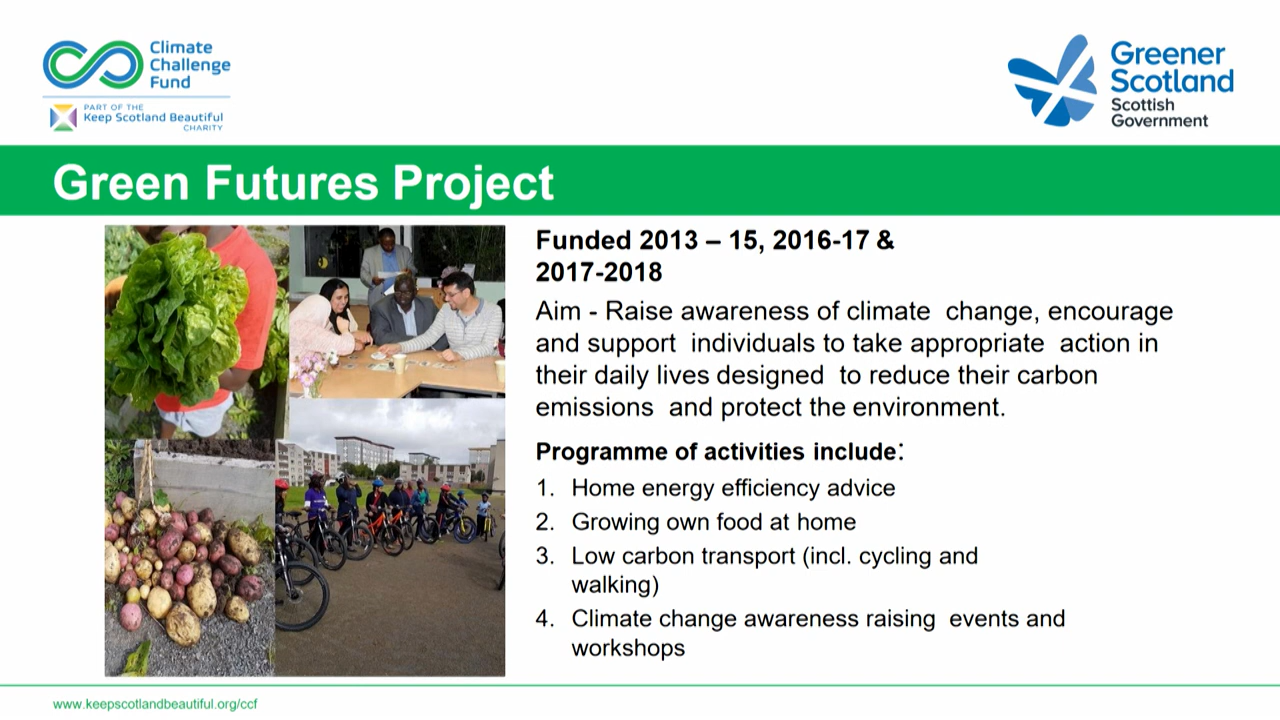 Climate
Challenge
Fund
PART OF THE
Keep Scotland Beautiful
CHARITY
Greener
Scotland
Scottish
Government
Green Futures Project
Funded 2013 – 15, 2016-17 &
2017-2018
Aim - Raise awareness of climate change, encourage
and support individuals to take appropriate action in
their daily lives designed to reduce their carbon
emissions and protect the environment.
Programme of activities include:
1. Home energy efficiency advice
2. Growing own food at home
3. Low carbon transport (incl. cycling and
walking)
4. Climate change awareness raising events and
workshops
www.keepscotlandbeautiful.org/ccf